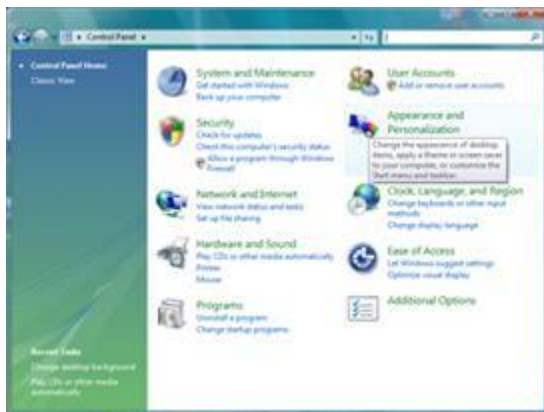 Control Panel
Control Panel Home
Classic View
System and Maintenance
Get started with Windows
Back up your computer
Security
Check for updates
Check this computer's security status
Allow a program through Windows
Firewall
Network and Internet
View network status and tasks
Set up file sharing
Hardware and Sound
Play CDs or other media automatically
Printer
Mouse
Programs
Uninstall a program
Change startup programs
User Accounts
Add or remove user accounts
Appearance and
Personalization
Change the appearance of desktop
items, apply a theme or screen saver
to your computer, or customize the
Start menu and taskbar.
Clock, Language, and Region
Change keyboards or other input
methods
Change display language
Ease of Access
Let Windows suggest settings
Optimize visual display
Additional Options
Recent Tasks
Change desktop background
Play CDs or other media
automatically